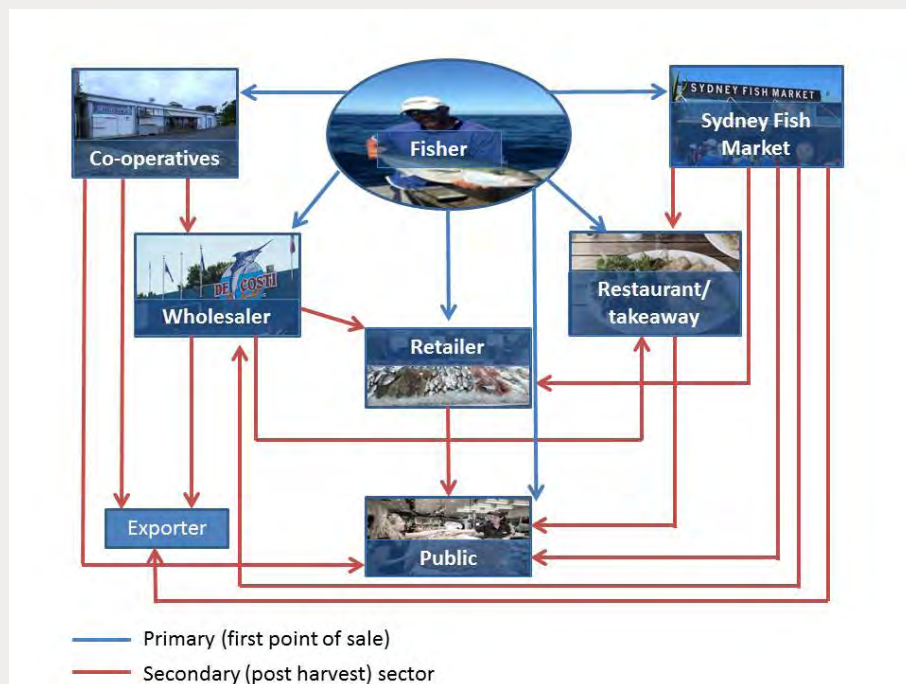 SYDNEY FISH MARKET
Co-operatives
Fisher
Sydney Fish
Market
DE COSTI
Wholesaler
Restaurant/
takeaway
Retailer
Exporter
Public
Primary (first point of sale)
Secondary (post harvest) sector